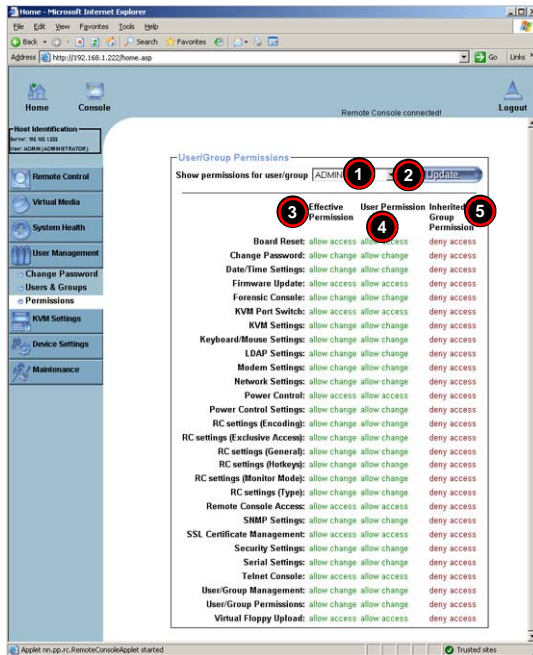 Home - Microsoft Internet Explorer
File Edit View Favorites Tools Help
Back Search Favorites
Address http://192.168.1.222/home.asp Go Links
Home Console Logout
Remote Console connected!
Host Identification
User: ADMIN (ADMINISTRATOR)
Remote Control
Virtual Media
System Health
User Management
Change Password
Users & Groups
Permissions
KVM Settings
Device Settings
Maintenance
User/Group Permissions
Show permissions for user/group ADMIN 1 2 Update
3 Effective Permission 4 User Permission 5 Inherited Group Permission
Board Reset: allow access allow access deny access
Change Password: allow change allow change deny access
Date/Time Settings: allow change allow change deny access
Firmware Update: allow access allow access deny access
Forensic Console: allow change allow change deny access
KVM Port Switch: allow access allow access deny access
KVM Settings: allow change allow change deny access
Keyboard/Mouse Settings: allow change allow change deny access
LDAP Settings: allow change allow change deny access
Modem Settings: allow change allow change deny access
Network Settings: allow change allow change deny access
Power Control: allow access allow access deny access
Power Control Settings: allow change allow change deny access
RC settings (Encoding): allow change allow change deny access
RC settings (Exclusive Access): allow change allow change deny access
RC settings (General): allow change allow change deny access
RC settings (Hotkeys): allow change allow change deny access
RC settings (Monitor Mode): allow change allow change deny access
RC settings (Type): allow change allow change deny access
Remote Console Access: allow access allow access deny access
SNMP Settings: allow change allow change deny access
SSL Certificate Management: allow access allow access deny access
Security Settings: allow change allow change deny access
Serial Settings: allow change allow change deny access
Telnet Console: allow access allow access deny access
User/Group Management: allow change allow change deny access
User/Group Permissions: allow change allow change deny access
Virtual Floppy Upload: allow access allow access deny access
Applet nn.pp.rc.RemoteConsoleApplet started Trusted sites